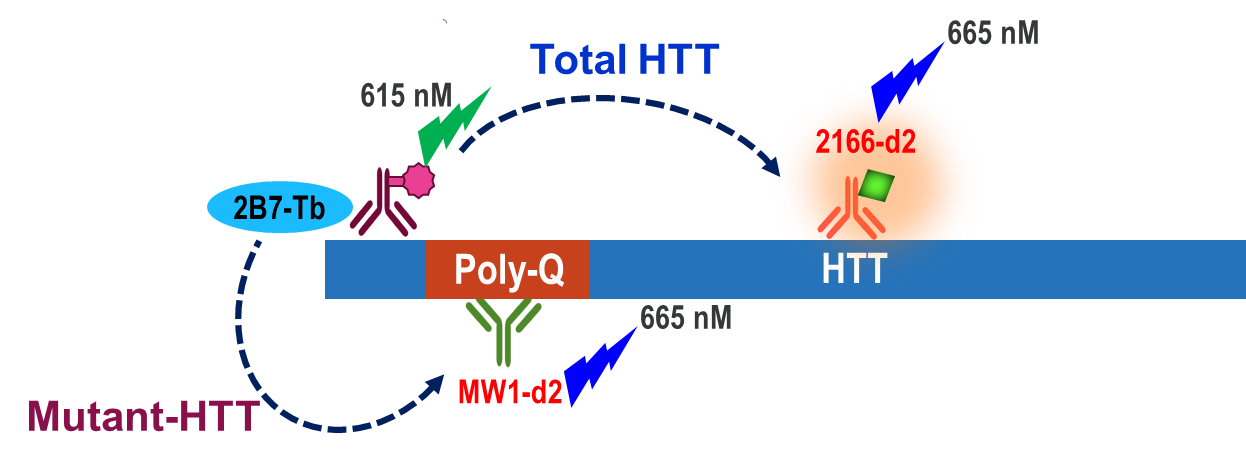 665 nM
Total HTT
615 nM
2166-d2
2B7-Tb
Poly-Q
HTT
665 nM
MW1-d2
Mutant-HTT